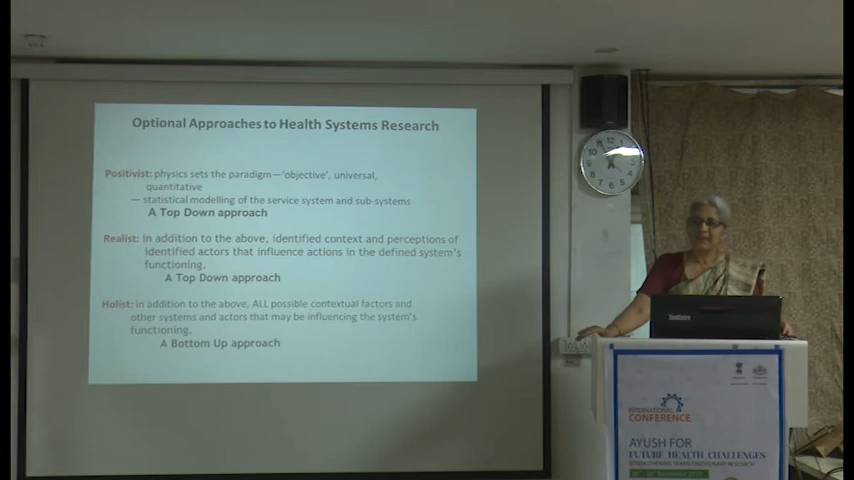 Optional Approaches to Health Systems Research
Positivist: physics sets the paradigm—'objective', universal,
quantitative
— statistical modelling of the service system and sub-systems
A Top Down approach
Realist: in addition to the above, identified context and perceptions of
identified actors that influence actions in the defined system's
functioning.
A Top Down approach
Holist: in addition to the above, ALL possible contextual factors and
other systems and actors that may be influencing the system's
functioning.
A Bottom Up approach
INTERNATIONAL
CONFERENCE
AYUSH FOR
FUTURE HEALTH CHALLENGES
STRENGTHENING TRANSDISCIPLINARY RESEARCH